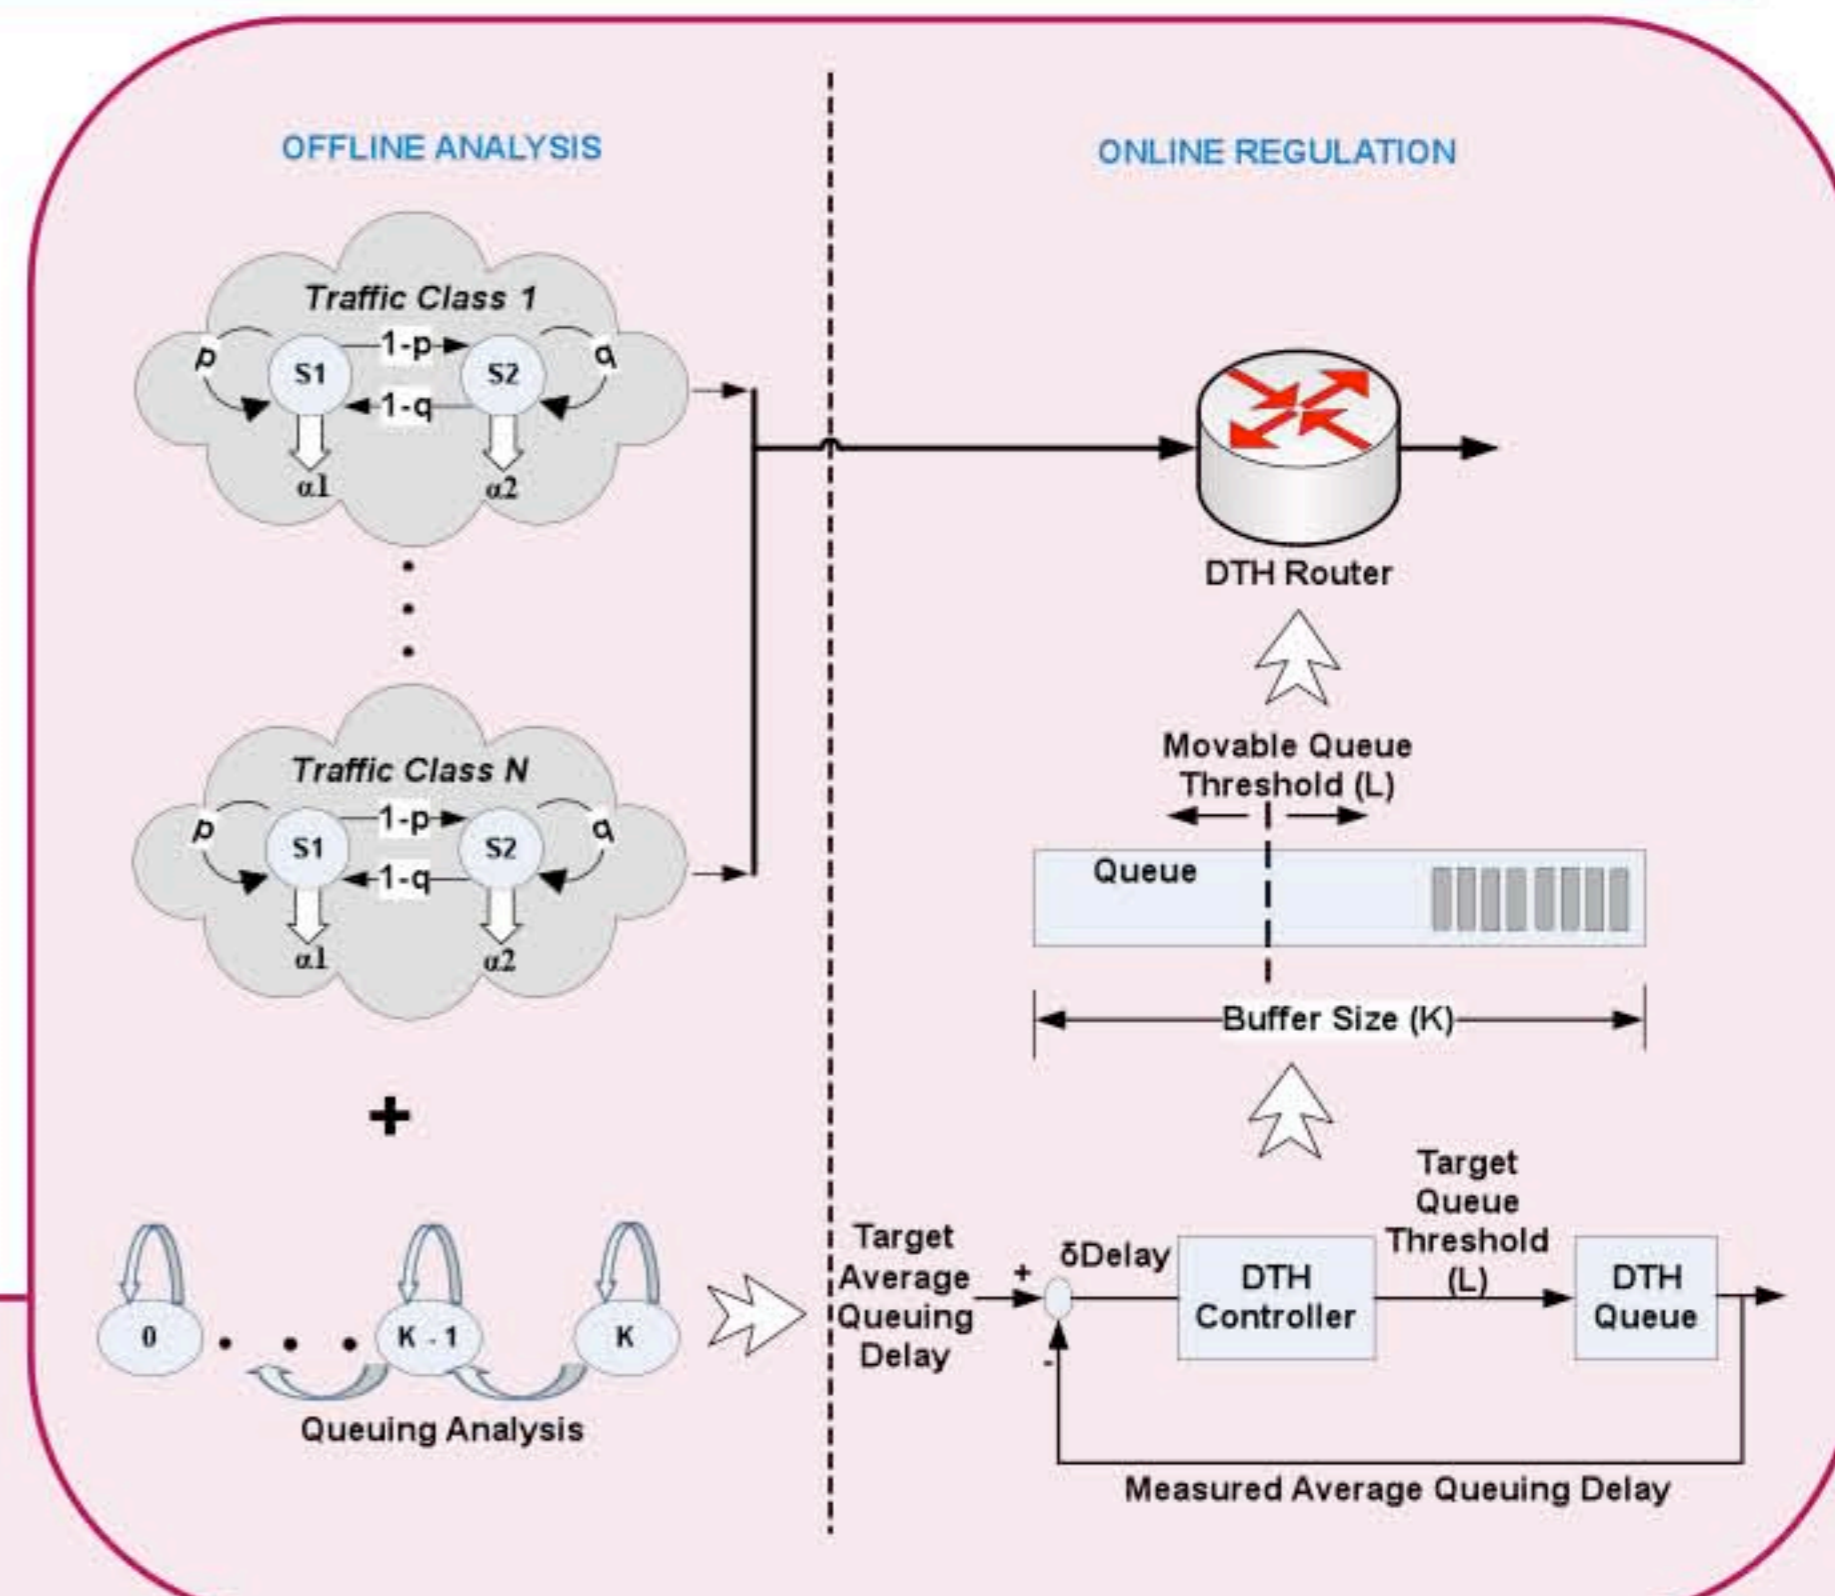 OFFLINE ANALYSIS
Traffic Class 1
p
S1
1-p
S2
q
1-q
α1
α2
Traffic Class N
p
S1
1-p
S2
q
1-q
α1
α2
+
0
K - 1
K
Queuing Analysis
ONLINE REGULATION
DTH Router
Movable Queue
Threshold (L)
Queue
Buffer Size (K)
Target
Average
Queuing
Delay
+
-
δDelay
DTH
Controller
Target
Queue
Threshold
(L)
DTH
Queue
Measured Average Queuing Delay